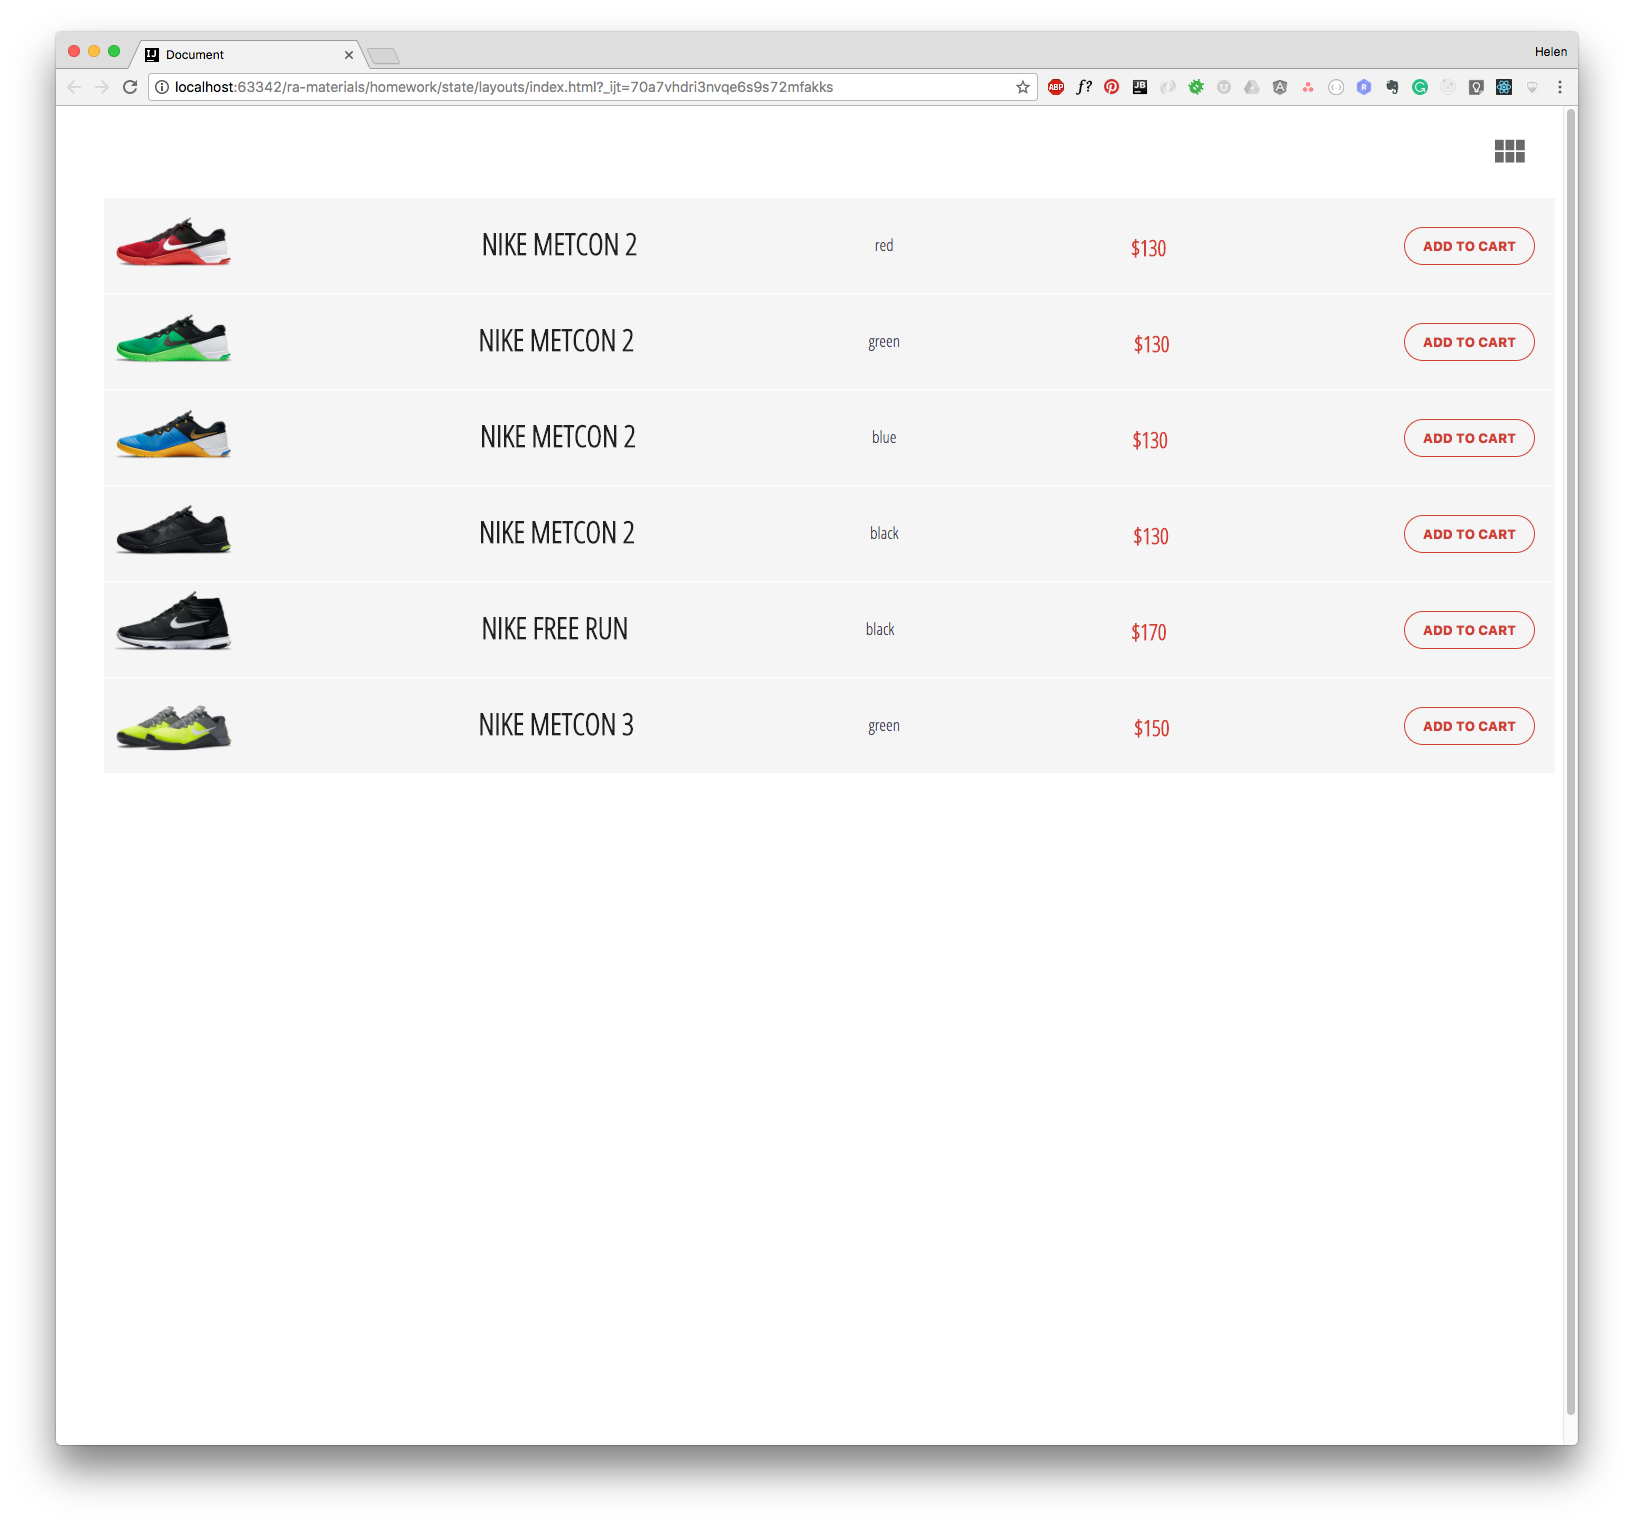 IJ Document Helen
localhost:63342/ra-materials/homework/state/layouts/index.html?_ijt=70a7vhdri3nvqe6s9s72mfakks ABP f? JB
NIKE METCON 2 red $130 ADD TO CART
NIKE METCON 2 green $130 ADD TO CART
NIKE METCON 2 blue $130 ADD TO CART
NIKE METCON 2 black $130 ADD TO CART
NIKE FREE RUN black $170 ADD TO CART
NIKE METCON 3 green $150 ADD TO CART